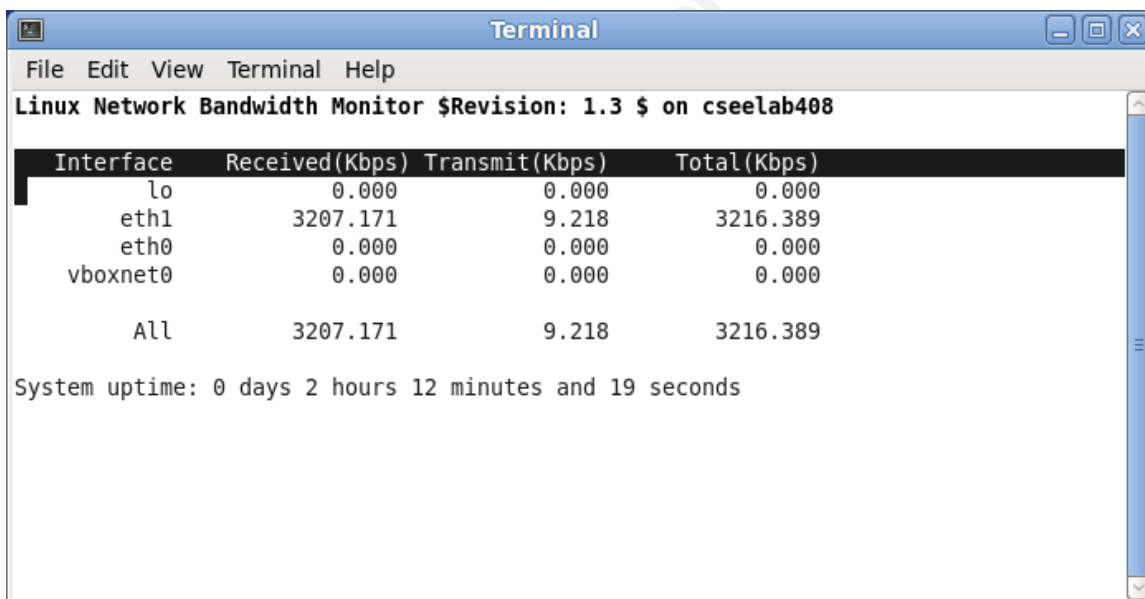 Terminal
File Edit View Terminal Help
Linux Network Bandwidth Monitor $Revision: 1.3 $ on cseelab408
Interface Received(Kbps) Transmit(Kbps) Total(Kbps)
lo 0.000 0.000 0.000
eth1 3207.171 9.218 3216.389
eth0 0.000 0.000 0.000
vboxnet0 0.000 0.000 0.000
All 3207.171 9.218 3216.389
System uptime: 0 days 2 hours 12 minutes and 19 seconds